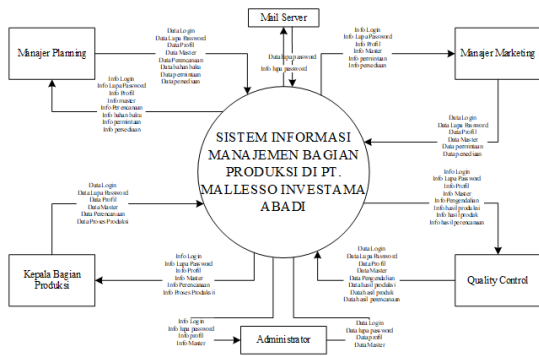 Mail Server
Manajer Planning
Data Login
Data Lupa Password
Data Profil
Data Master
Data Perencanaan
Data bahan baku
Data permintaan
Data persediaan
Data lupa password
Info lupa password
Info Login
Info Lupa Password
Info Profil
Info Master
Info permintaan
Info persediaan
Manajer Marketing
Info Login
Info Lupa Password
Info Profil
Info master
Info Perencanaan
Info bahan baku
Info permintaan
Info persediaan
SISTEM INFORMASI
MANAJEMEN BAGIAN
PRODUKSI DI PT.
MALLESSO INVESTAMA
ABADI
Data Login
Data Lupa Password
Data Profil
Data Master
Data permintaan
Data persediaan
Data Login
Data Lupa Password
Data Profil
Data Master
Data Perencanaan
Data Proses Produksi
Info Login
Info Lupa Password
Info Profil
Info Master
Info Pengendalian
Info hasil produksi
Info hasil produk
Info hasil perencanaan
Kepala Bagian
Produksi
Info Login
Info Lupa Password
Info Profil
Info Master
Info Perencanaan
Info Proses Produksi
Data Login
Data Lupa Password
Data Profil
Data Master
Data Pengendalian
Data hasil produksi
Data hasil produk
Data hasil perencanaan
Quality Control
Info Login
Info lupa password
Info profil
Info Master
Administrator
Data Login
Data lupa password
Data profil
Data Master